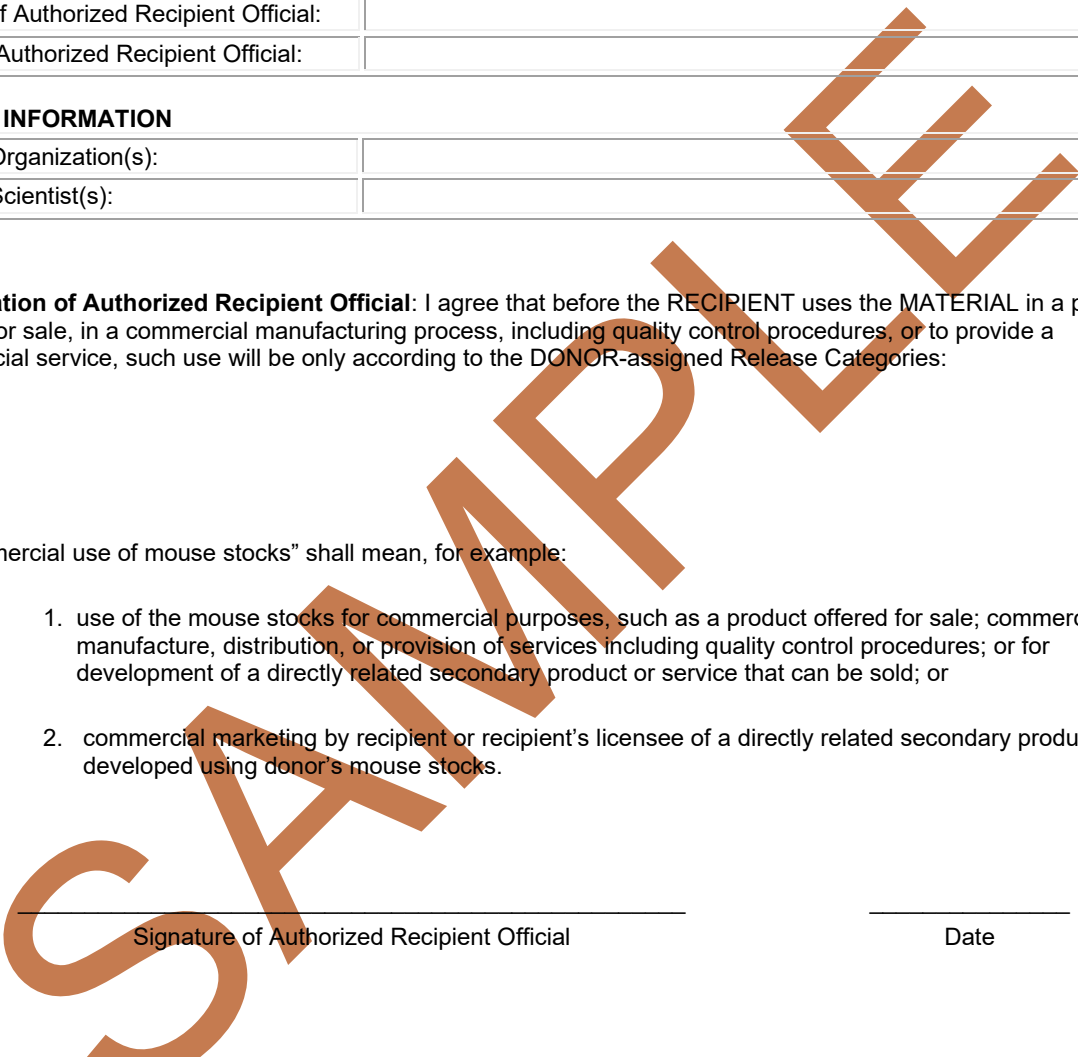 f Authorized Recipient Official:
Authorized Recipient Official:
INFORMATION
Organization(s):
Scientist(s):
ation of Authorized Recipient Official: I agree that before the RECIPIENT uses the MATERIAL in a p
or sale, in a commercial manufacturing process, including quality control procedures, or to provide a
cial service, such use will be only according to the DONOR-assigned Release Categories:
mercial use of mouse stocks” shall mean, for example:
1. use of the mouse stocks for commercial purposes, such as a product offered for sale; commerc
manufacture, distribution, or provision of services including quality control procedures; or for
development of a directly related secondary product or service that can be sold; or
2. commercial marketing by recipient or recipient’s licensee of a directly related secondary produ
developed using donor’s mouse stocks.
Signature of Authorized Recipient Official Date
SAMPLE